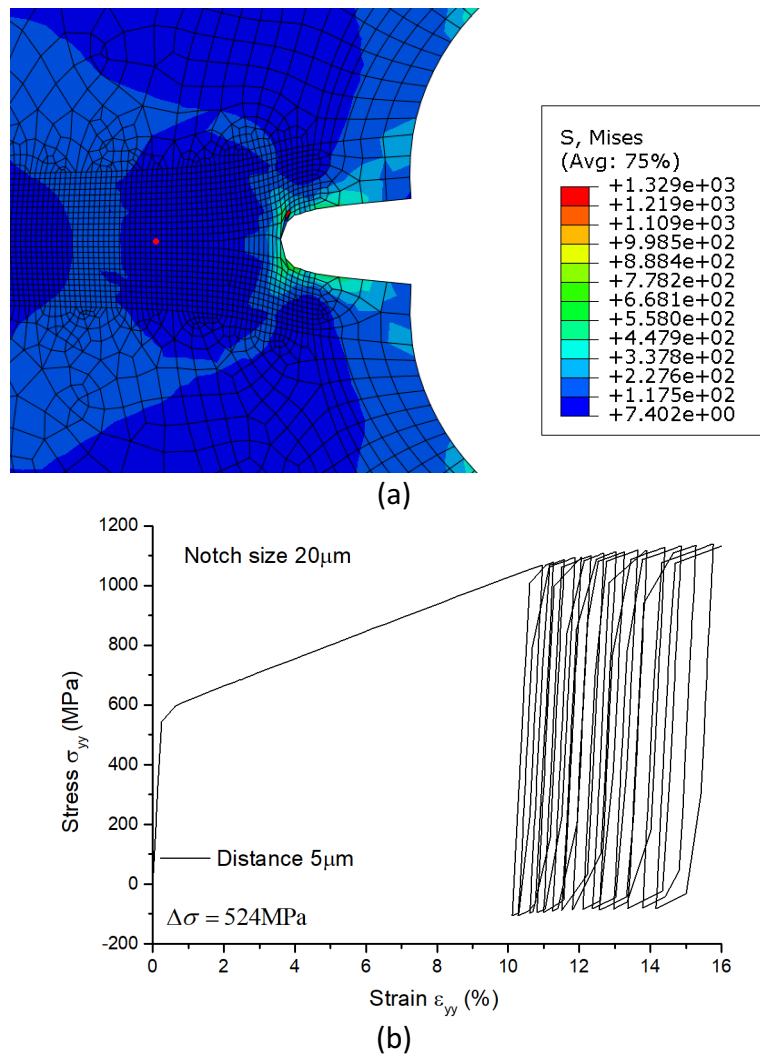 S, Mises
(Avg: 75%)
+1.329e+03
+1.219e+03
+1.109e+03
+9.985e+02
+8.884e+02
+7.782e+02
+6.681e+02
+5.580e+02
+4.479e+02
+3.378e+02
+2.276e+02
+1.175e+02
+7.402e+00
(a)
1200
1000
800
600
400
200
0
-200
Stress σyy (MPa)
Notch size 20μm
Distance 5μm
Δσ = 524MPa
0 2 4 6 8 10 12 14 16
Strain εyy (%)
(b)